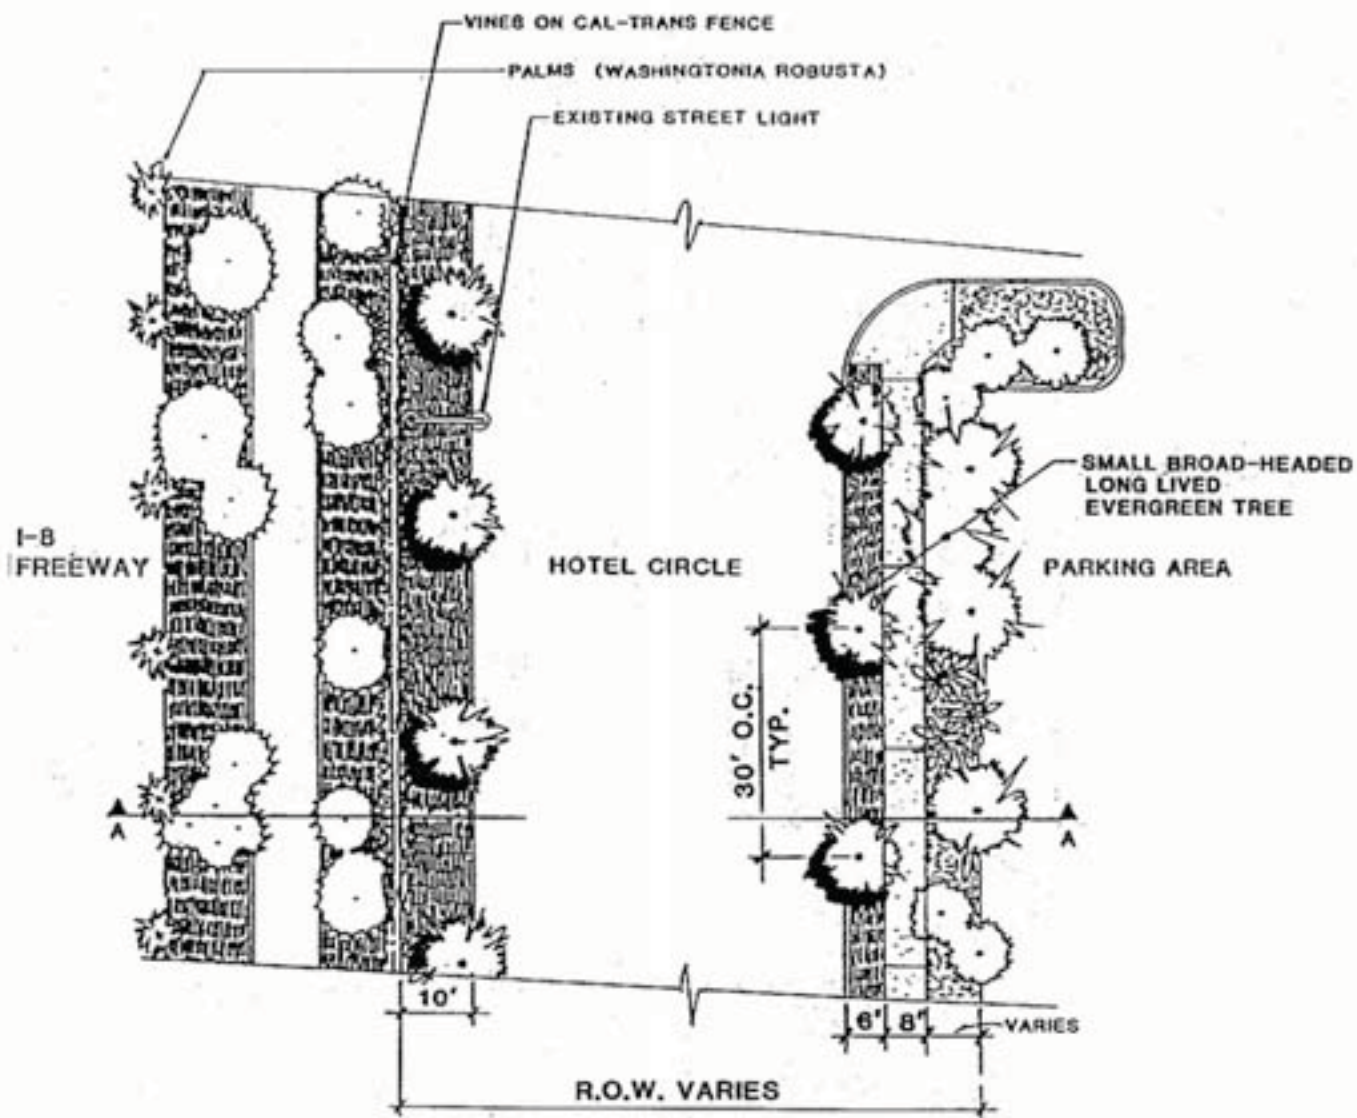 VINES ON CAL-TRANS FENCE
PALMS (WASHINGTONIA ROBUSTA)
EXISTING STREET LIGHT
SMALL BROAD-HEADED
LONG LIVED
EVERGREEN TREE
I-8
FREEWAY
HOTEL CIRCLE
PARKING AREA
30' O.C.
TYP.
A
A
10'
6'
8'
VARIES
R.O.W. VARIES